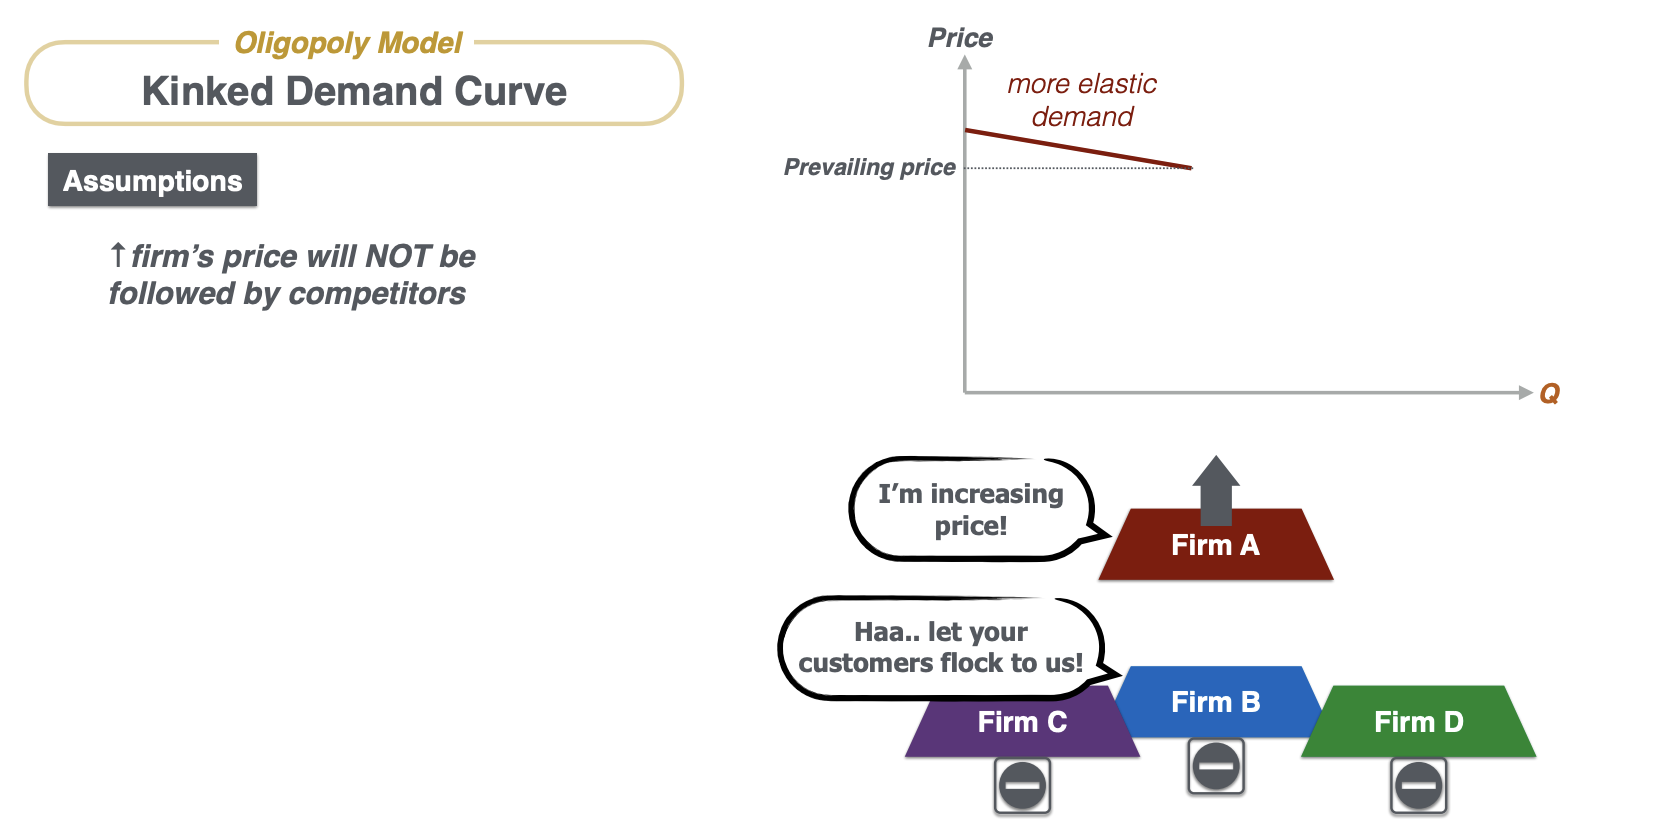 Oligopoly Model
Kinked Demand Curve
Assumptions
↑ firm's price will NOT be
followed by competitors
Price
more elastic
demand
Prevailing price
Q
I'm increasing
price!
Firm A
Haa.. let your
customers flock to us!
Firm B
Firm C
Firm D